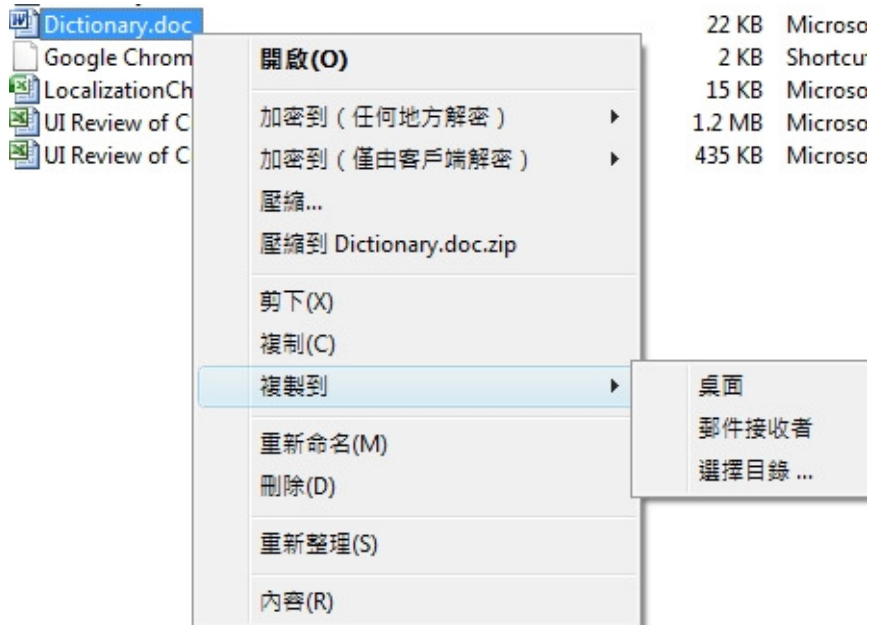 Dictionary.doc 22 KB Microso
Google Chrom 2 KB Shortcu
LocalizationCh 15 KB Microso
UI Review of C 1.2 MB Microso
UI Review of C 435 KB Microso
開啟(O)
加密到 ( 任何地方解密 )
加密到 ( 僅由客戶端解密 )
壓縮...
壓縮到 Dictionary.doc.zip
剪下(X)
複制(C)
複製到
桌面
郵件接收者
選擇目錄 ...
重新命名(M)
刪除(D)
重新整理(S)
內容(R)